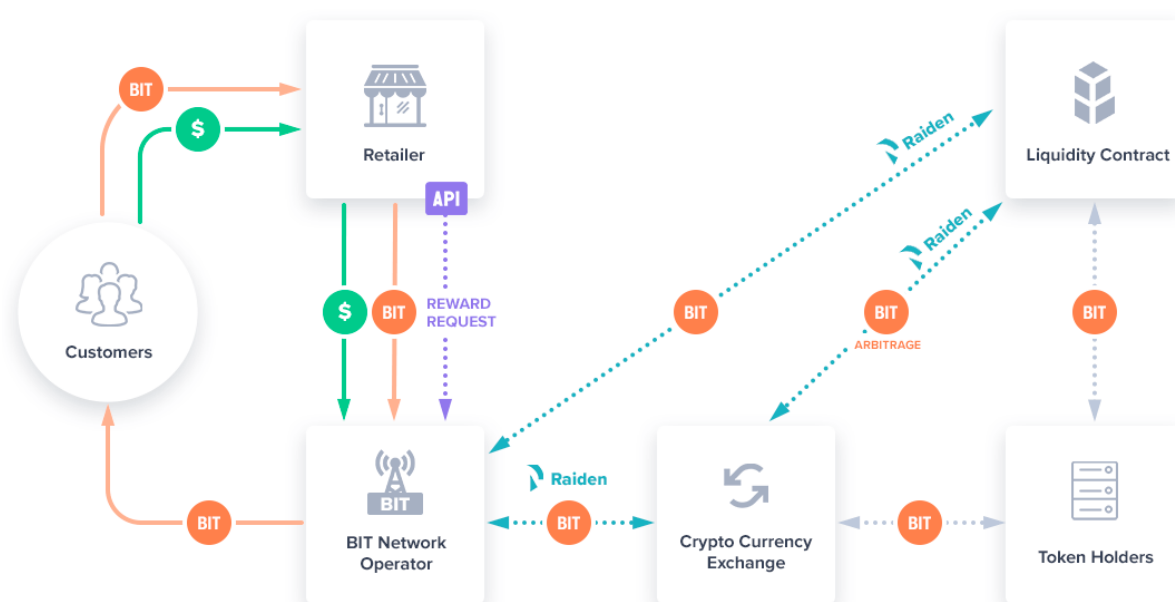 BIT
$
Retailer
API
Raiden
Liquidity Contract
Raiden
Customers
$
BIT
REWARD
REQUEST
BIT
BIT
ARBITRAGE
BIT
BIT
BIT Network
Operator
BIT
Raiden
BIT
Crypto Currency
Exchange
BIT
Token Holders